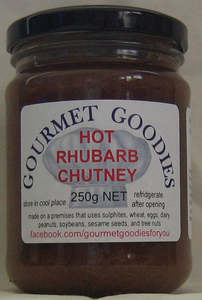 GOURMET GOODIES
HOT
RHUBARB
CHUTNEY
store in cool place 250g NET refrigerate
after opening
made on a premises that uses sulphites, wheat, eggs, dairy
peanuts, soybeans, sesame seeds, and tree nuts
facebook.com/gourmetgoodiesforyou